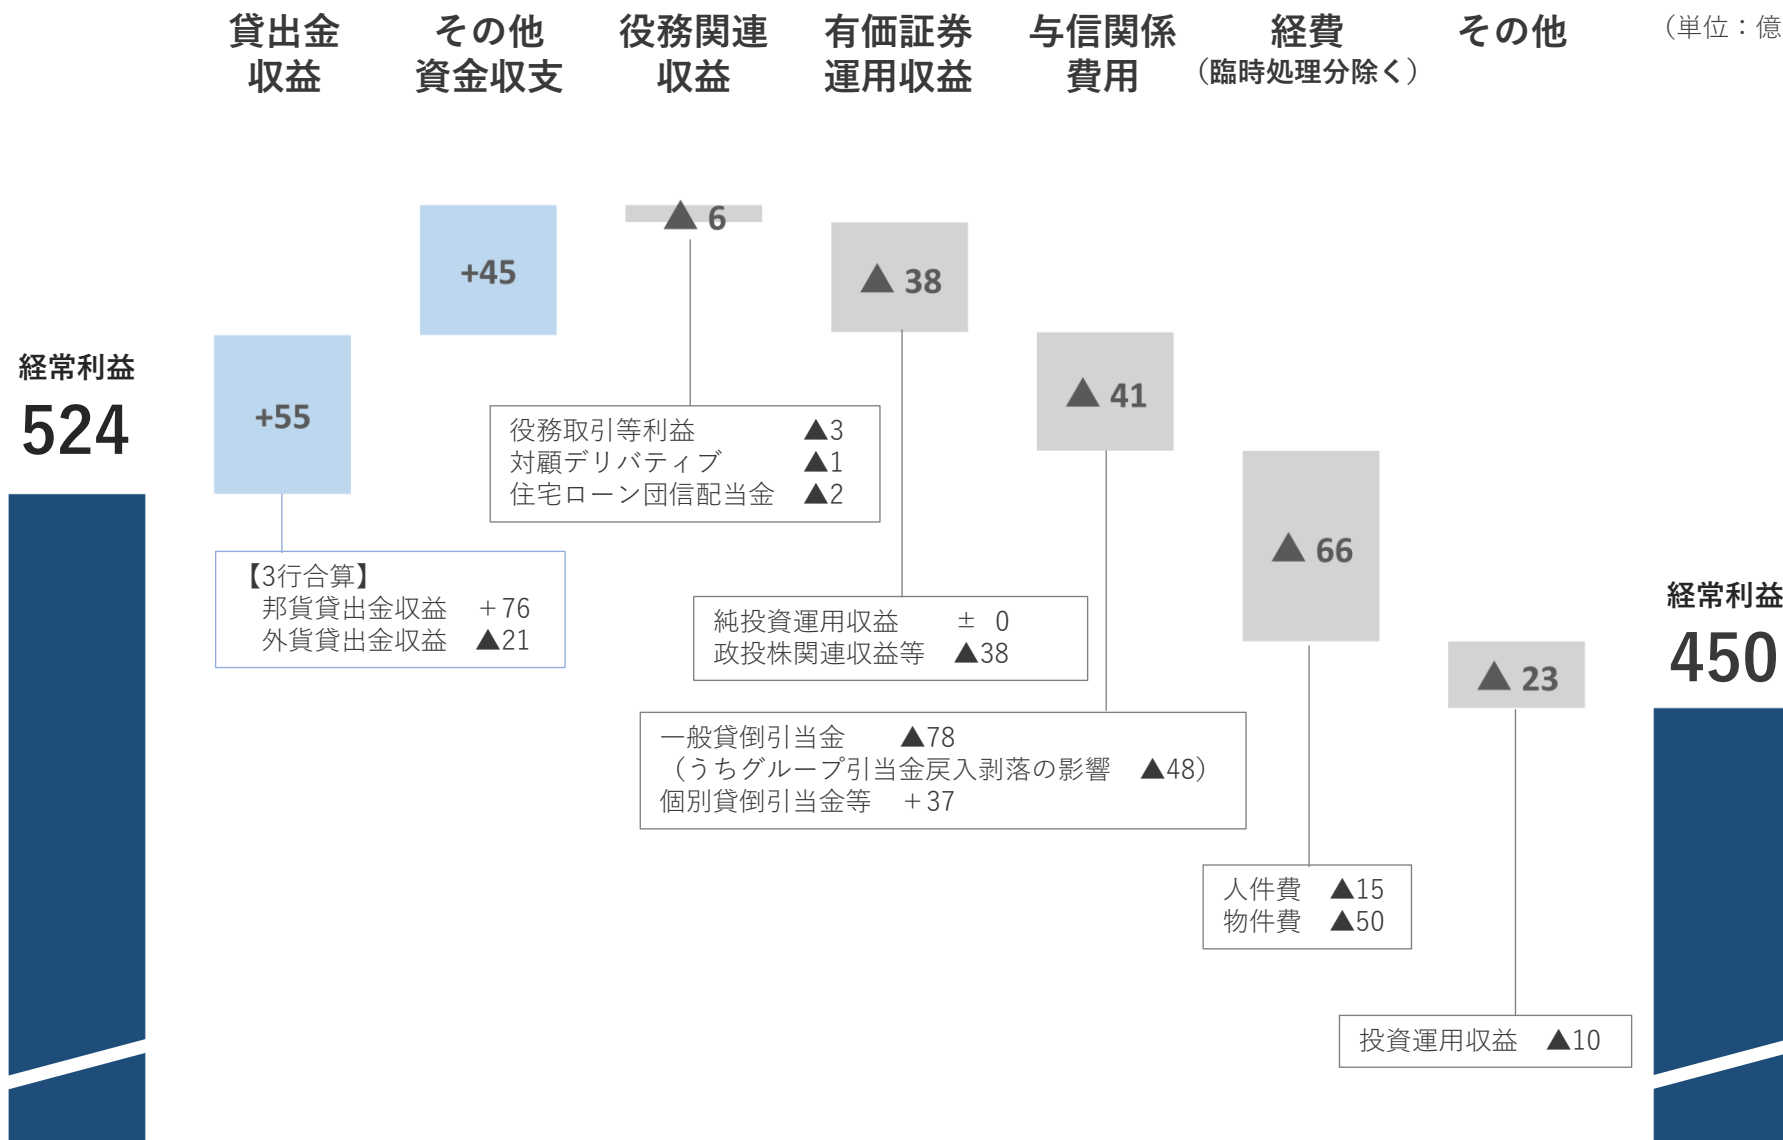 貸出金
収益
その他
資金収支
役務関連
収益
有価証券
運用収益
与信関係
費用
経費
（臨時処理分除く）
その他
（単位：億
経常利益
524
+55
【3行合算】
邦貨貸出金収益 ＋76
外貨貸出金収益 ▲21
+45
▲ 6
役務取引等利益 ▲3
対顧デリバティブ ▲1
住宅ローン団信配当金 ▲2
▲ 38
純投資運用収益 ± 0
政投株関連収益等 ▲38
▲ 41
一般貸倒引当金 ▲78
（うちグループ引当金戻入剥落の影響 ▲48）
個別貸倒引当金等 ＋37
▲ 66
人件費 ▲15
物件費 ▲50
▲ 23
投資運用収益 ▲10
経常利益
450